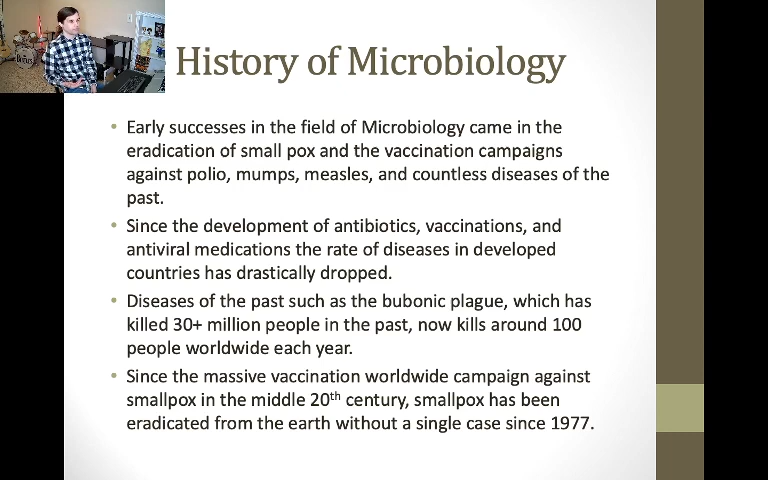 History of Microbiology
• Early successes in the field of Microbiology came in the
eradication of small pox and the vaccination campaigns
against polio, mumps, measles, and countless diseases of the
past.
• Since the development of antibiotics, vaccinations, and
antiviral medications the rate of diseases in developed
countries has drastically dropped.
• Diseases of the past such as the bubonic plague, which has
killed 30+ million people in the past, now kills around 100
people worldwide each year.
• Since the massive vaccination worldwide campaign against
smallpox in the middle 20th century, smallpox has been
eradicated from the earth without a single case since 1977.